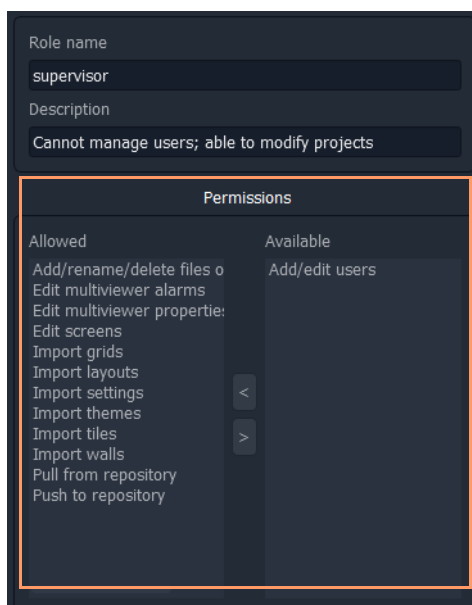 Role name
supervisor
Description
Cannot manage users; able to modify projects
Permissions
Allowed
Available
Add/rename/delete files o
Edit multiviewer alarms
Edit multiviewer properties
Edit screens
Import grids
Import layouts
Import settings
Import themes
Import tiles
Import walls
Pull from repository
Push to repository
<
>
Add/edit users